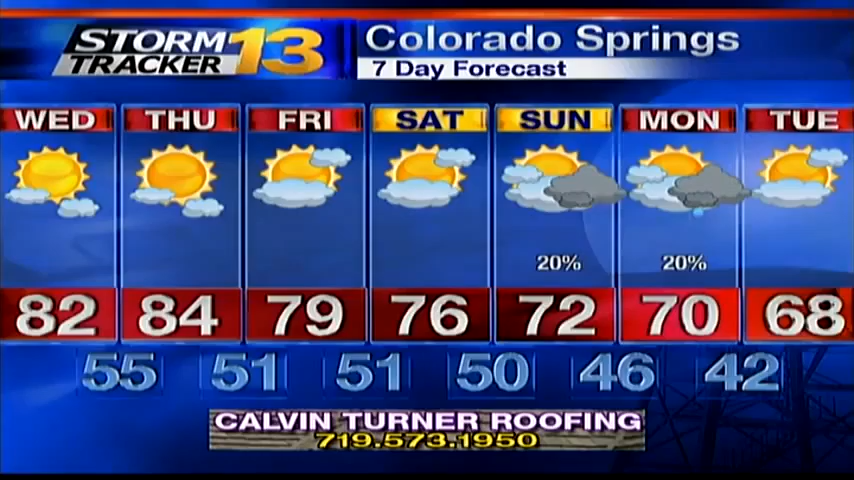 STORM TRACKER 13
Colorado Springs
7 Day Forecast
WED THU FRI SAT SUN MON TUE
20% 20%
82 84 79 76 72 70 68
55 51 51 50 46 42
CALVIN TURNER ROOFING
719.573.1950